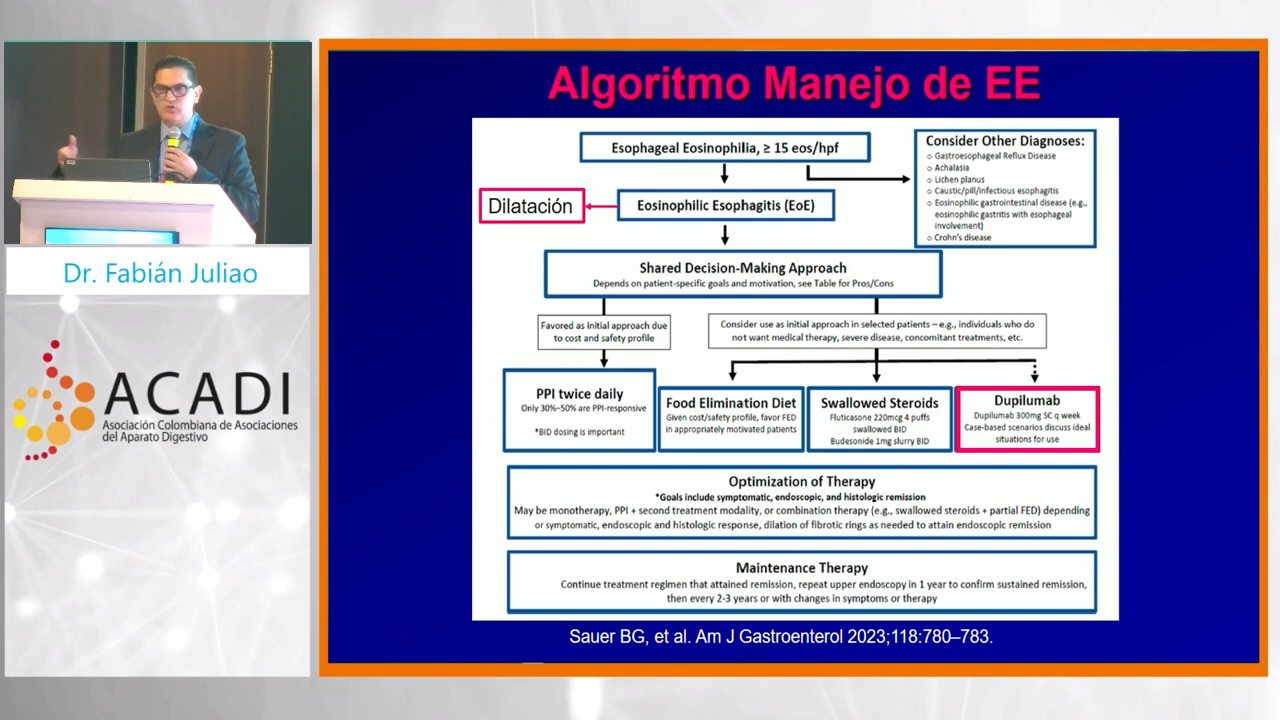 Algoritmo Manejo de EE
Esophageal Eosinophilia, ≥ 15 eos/hpf
Consider Other Diagnoses:
o Gastroesophageal Reflux Disease
o Achalasia
o Lichen planus
o Caustic/pill/infectious esophagitis
o Eosinophilic gastrointestinal disease (e.g.,
eosinophilic gastritis with esophageal
involvement)
o Crohn's disease
Dilatación
Eosinophilic Esophagitis (EoE)
Shared Decision-Making Approach
Depends on patient-specific goals and motivation, see Table for Pros/Cons
Favored as initial approach due
to cost and safety profile
Consider use as initial approach in selected patients – e.g., individuals who do
not want medical therapy, severe disease, concomitant treatments, etc.
PPI twice daily
Only 30%–50% are PPI-responsive
*BID dosing is important
Food Elimination Diet
Given cost/safety profile, favor FED
in appropriately motivated patients
Swallowed Steroids
Fluticasone 220mcg 4 puffs
swallowed BID
Budesonide 1mg slurry BID
Dupilumab
Dupilumab 300mg SC q week
Case-based scenarios discuss ideal
situations for use
Optimization of Therapy
*Goals include symptomatic, endoscopic, and histologic remission
May be monotherapy, PPI + second treatment modality, or combination therapy (e.g., swallowed steroids + partial FED) depending
or symptomatic, endoscopic and histologic response, dilation of fibrotic rings as needed to attain endoscopic remission
Maintenance Therapy
Continue treatment regimen that attained remission, repeat upper endoscopy in 1 year to confirm sustained remission,
then every 2-3 years or with changes in symptoms or therapy
Sauer BG, et al. Am J Gastroenterol 2023;118:780–783.
Dr. Fabián Juliao
ACADI
Asociación Colombiana de Asociaciones
del Aparato Digestivo